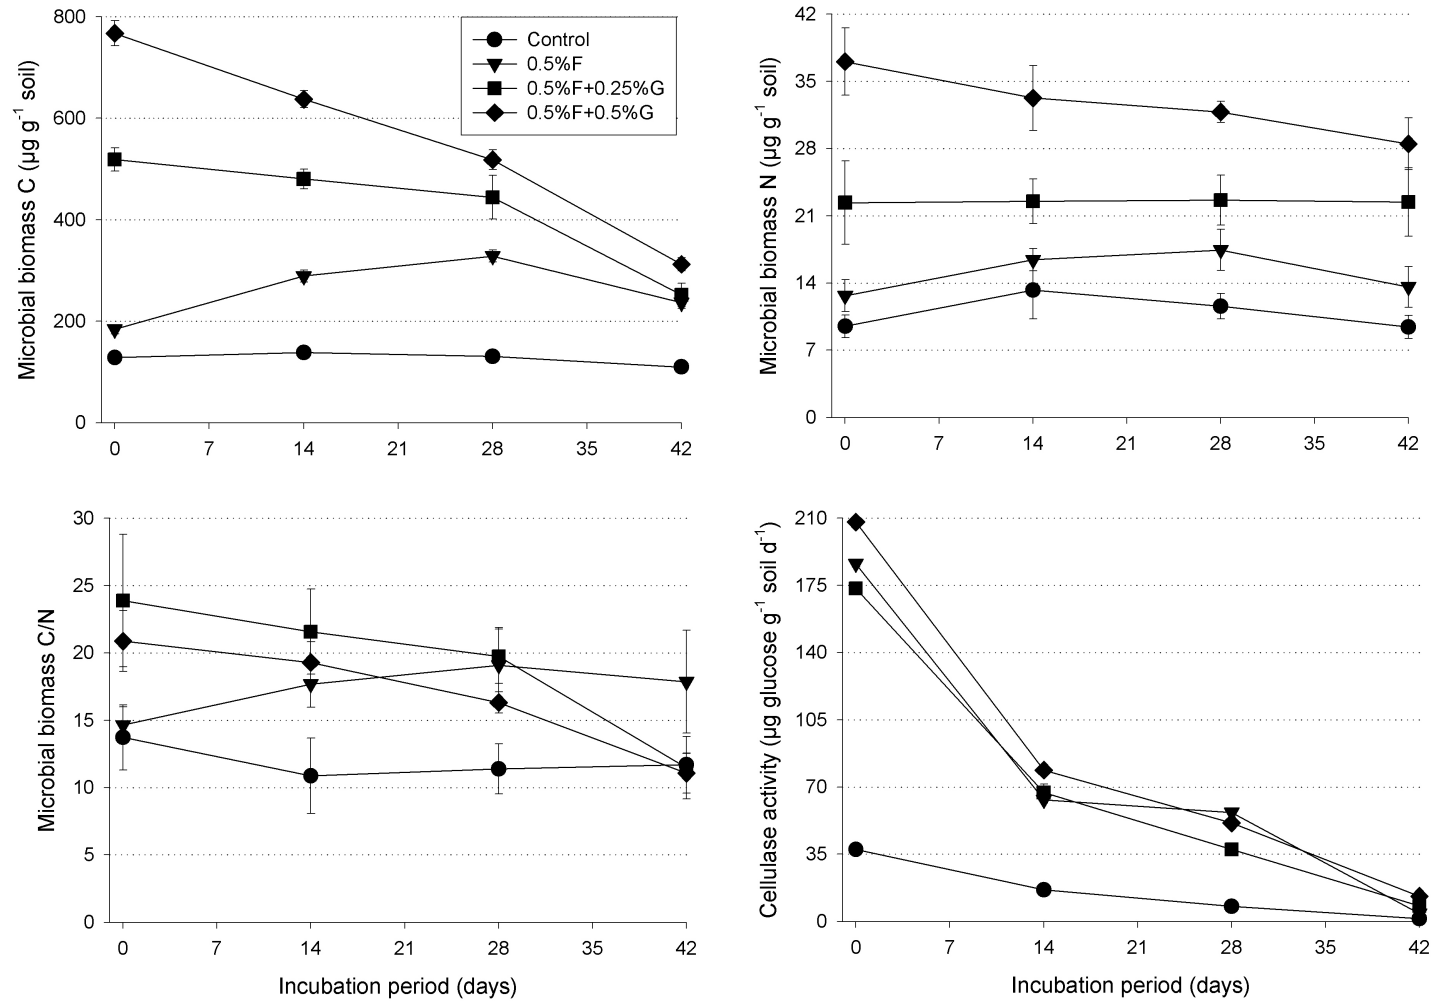 Microbial biomass C (µg g⁻¹ soil)
800
600
400
200
0
0 7 14 21 28 35 42
Control
0.5%F
0.5%F+0.25%G
0.5%F+0.5%G
Microbial biomass N (µg g⁻¹ soil)
42
35
28
21
14
7
0
0 7 14 21 28 35 42
Microbial biomass C/N
30
25
20
15
10
5
0
0 7 14 21 28 35 42
Incubation period (days)
Cellulase activity (µg glucose g⁻¹ soil d⁻¹)
210
175
140
105
70
35
0
0 7 14 21 28 35 42
Incubation period (days)